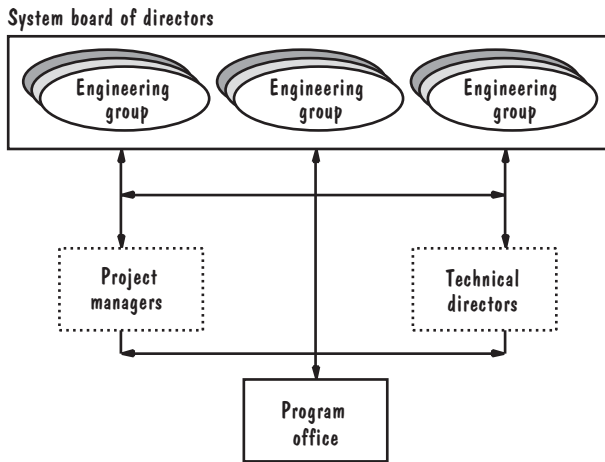 System board of directors
Engineering
group
Engineering
group
Engineering
group
Project
managers
Technical
directors
Program
office